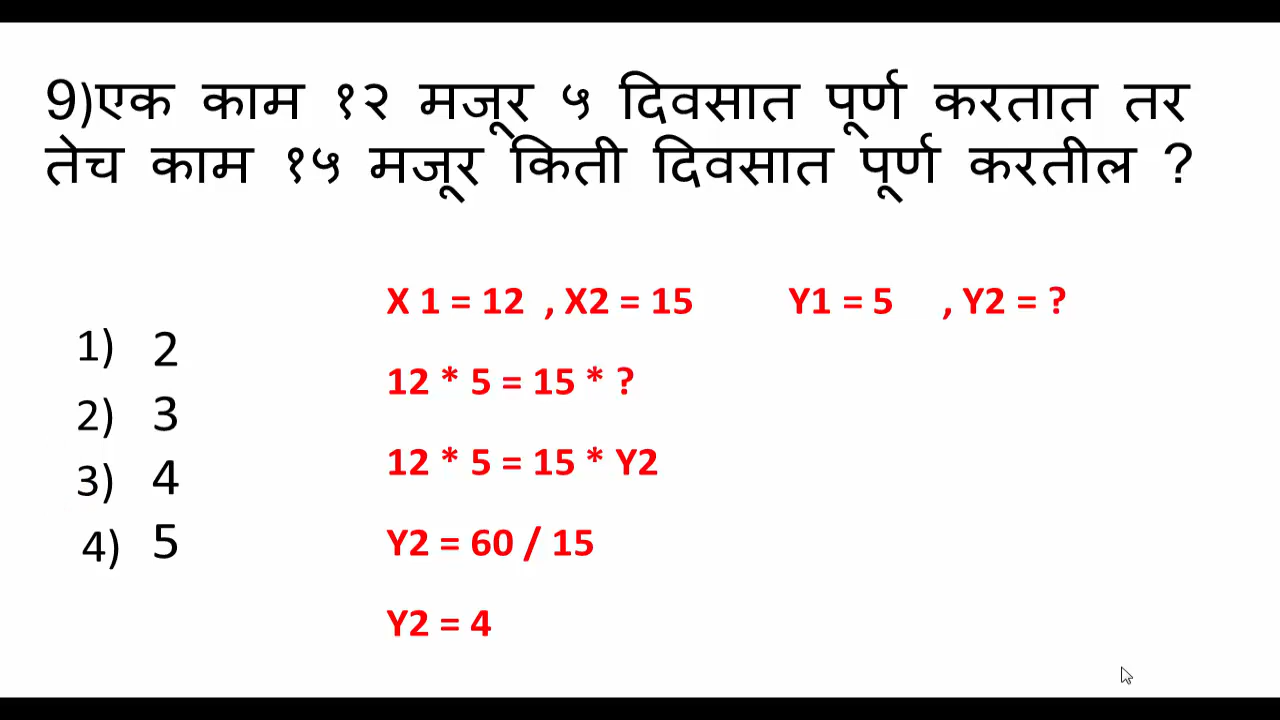 9)एक काम १२ मजूर ५ दिवसात पूर्ण करतात तर
तेच काम १५ मजूर किती दिवसात पूर्ण करतील ?
X 1 = 12 , X2 = 15 Y1 = 5 , Y2 = ?
1) 2
12 * 5 = 15 * ?
2) 3
12 * 5 = 15 * Y2
3) 4
4) 5
Y2 = 60 / 15
Y2 = 4